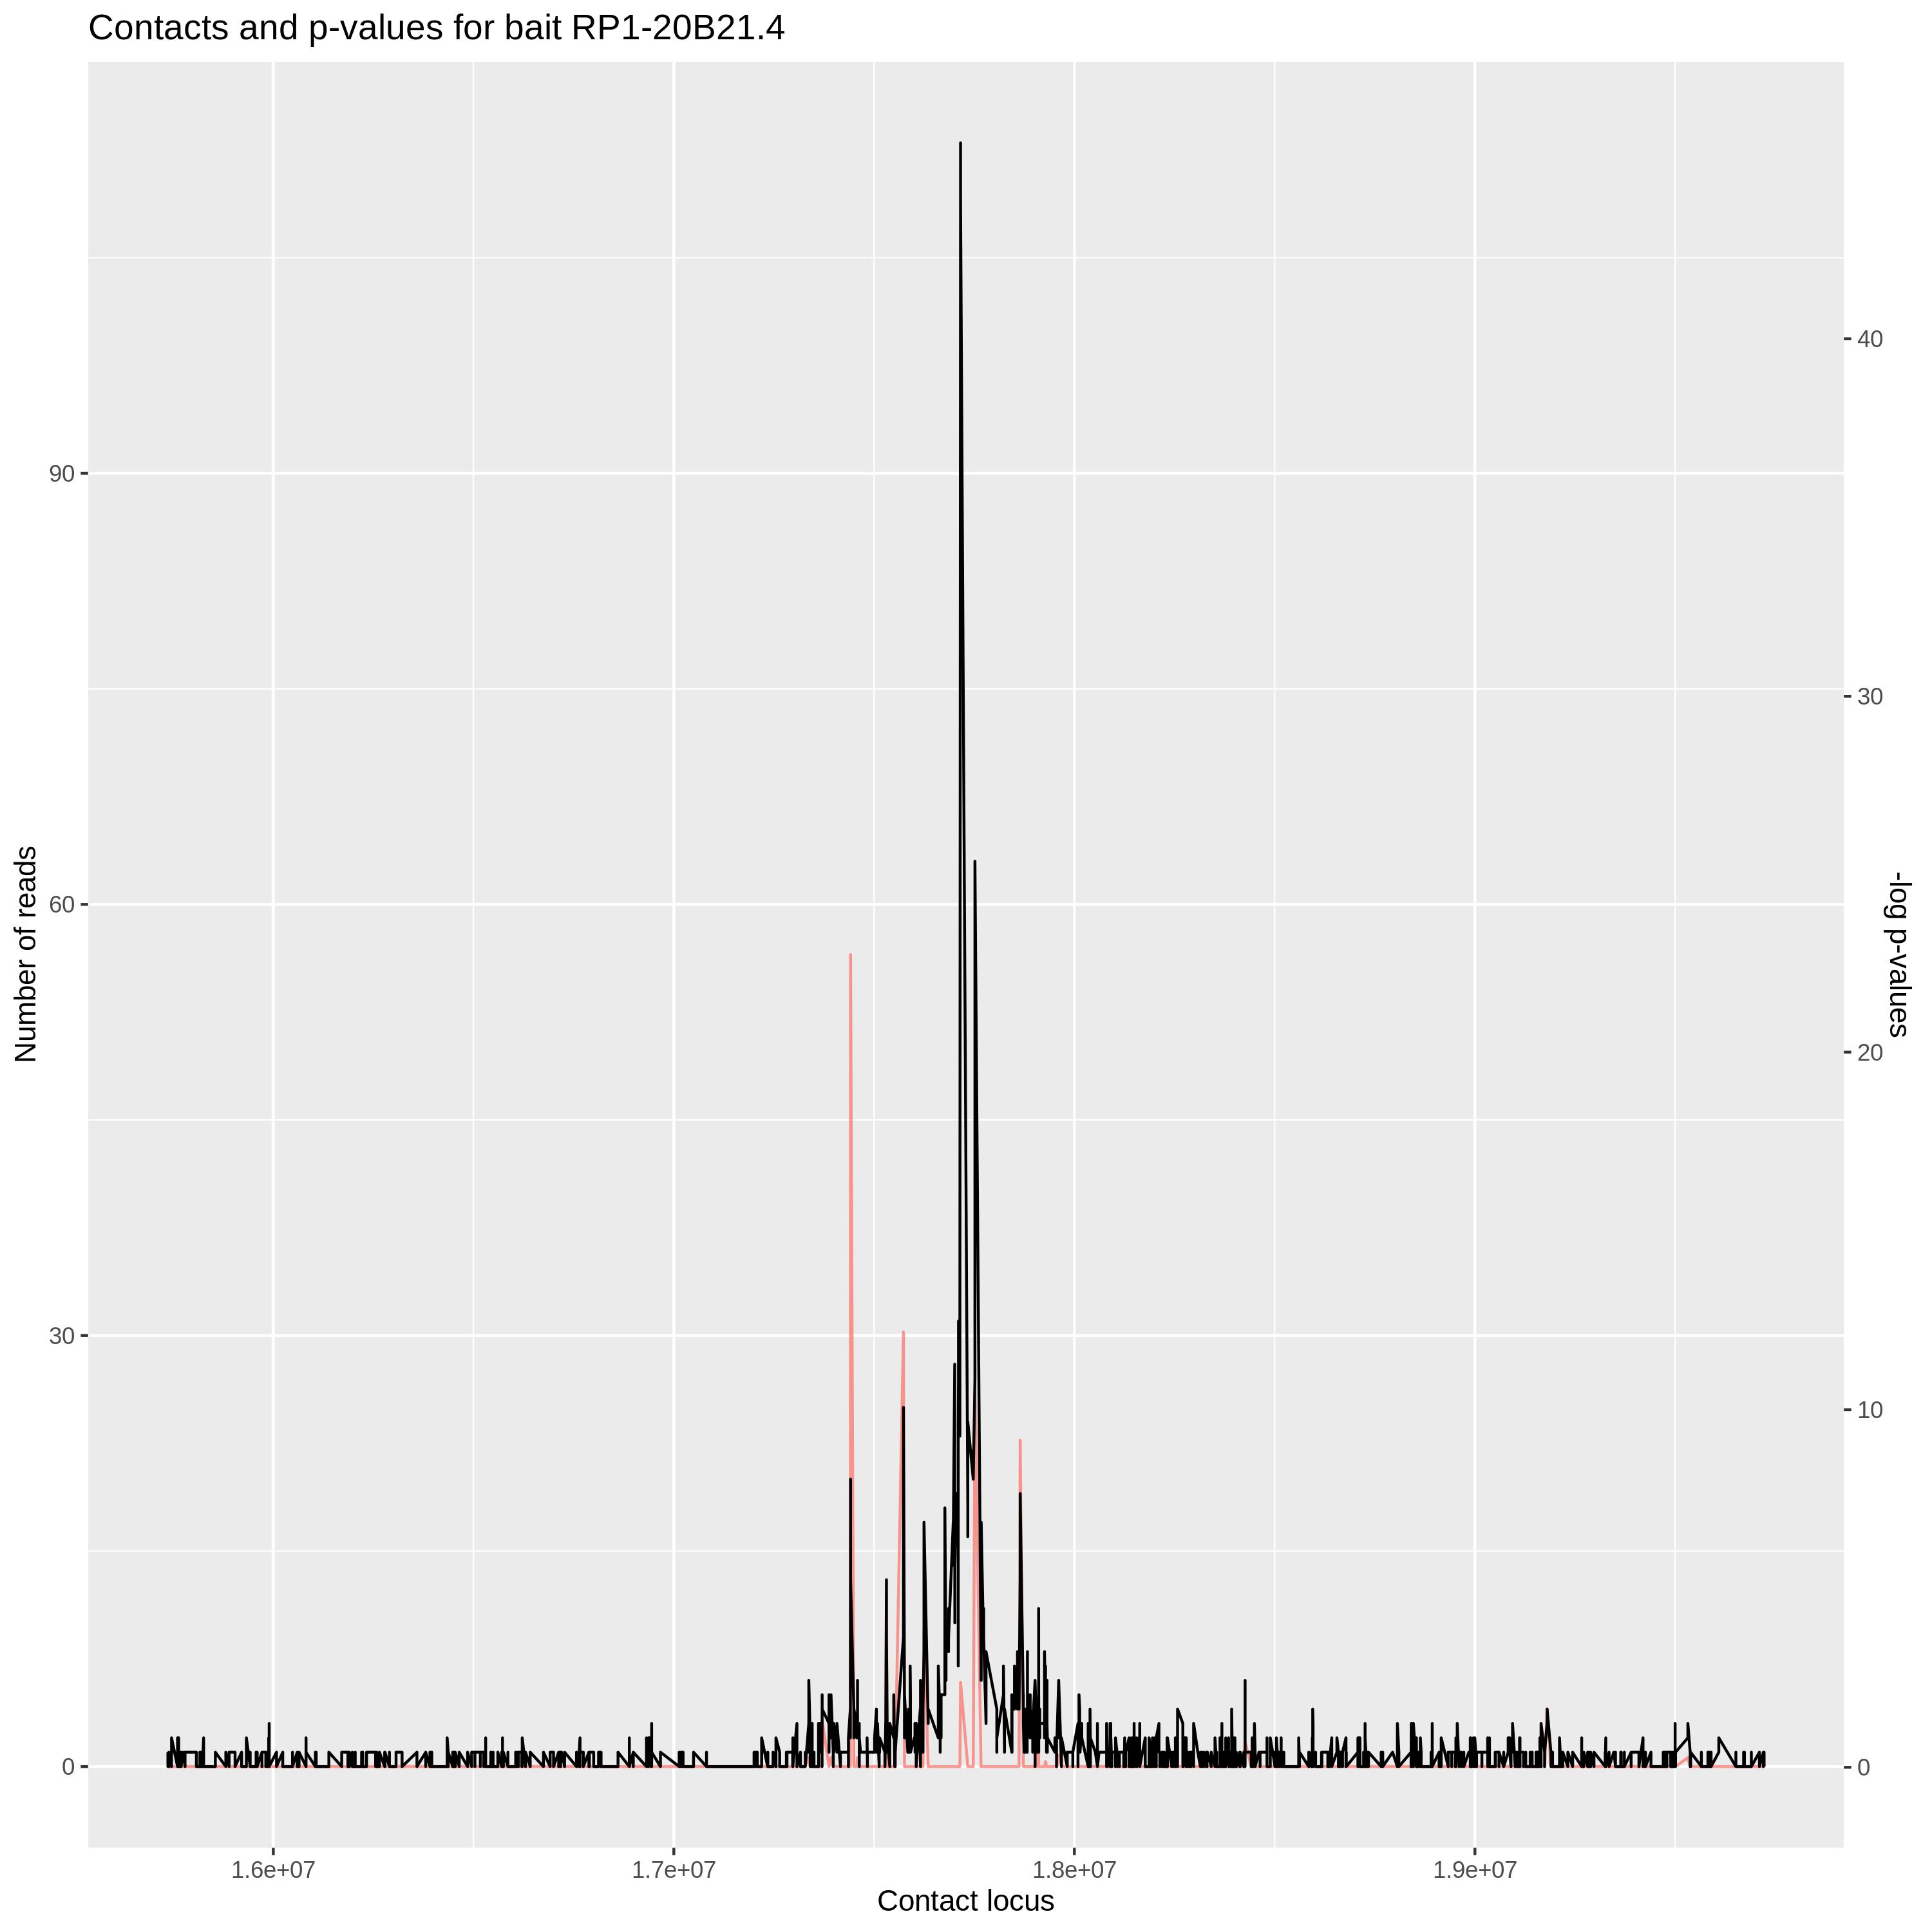 Contacts and p-values for bait RP1-20B21.4
90
60
30
0
Number of reads
40
30
20
10
0
-log p-values
1.6e+07
1.7e+07
1.8e+07
1.9e+07
Contact locus